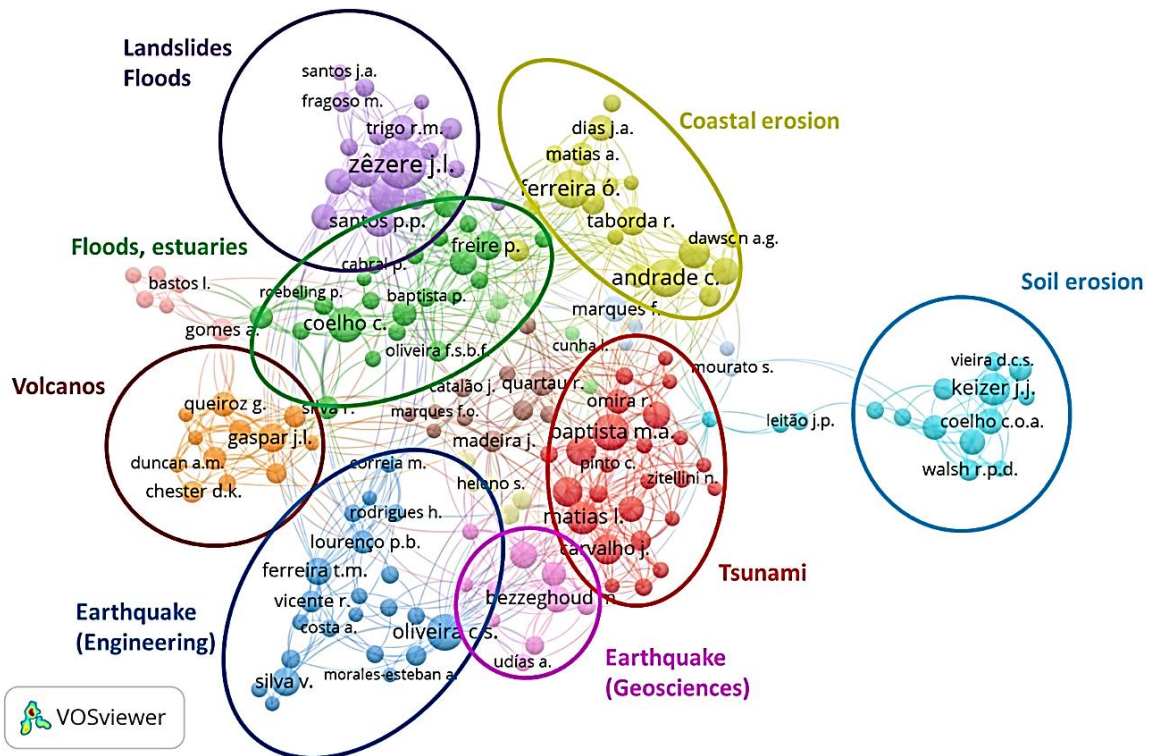 Landslides
Floods
santos j.a.
fragoso m.
trigo r.m.
zêzere j.l.
santos p.p.
Coastal erosion
dias j.a.
matias a.
ferreira ó.
taborda r.
dawson a.g.
andrade c.
Floods, estuaries
freire p.
cabral p.
bastos l.
roebeling p.
baptista p.
gomes a.
coelho c.
oliveira f.s.b.f.
marques f.
cunha l.
mourato s.
Soil erosion
vieira d.c.s.
keizer j.j.
coelho c.o.a.
walsh r.p.d.
leitão j.p.
Volcanos
queiroz g.
silva r.
gaspar j.l.
duncan a.m.
chester d.k.
catalão j.
quartau r.
marques f.o.
madeira j.
helano s.
omira r.
baptista m.a.
pinto c.
zitellini n.
matias l.
carvalho j.
Tsunami
correia m.
rodrigues h.
lourenço p.b.
ferreira t.m.
vicente r.
costa a.
oliveira c.s.
morales-esteban a.
silva v.
Earthquake
(Engineering)
bezzeghoud m.
udías a.
Earthquake
(Geosciences)
VOSviewer